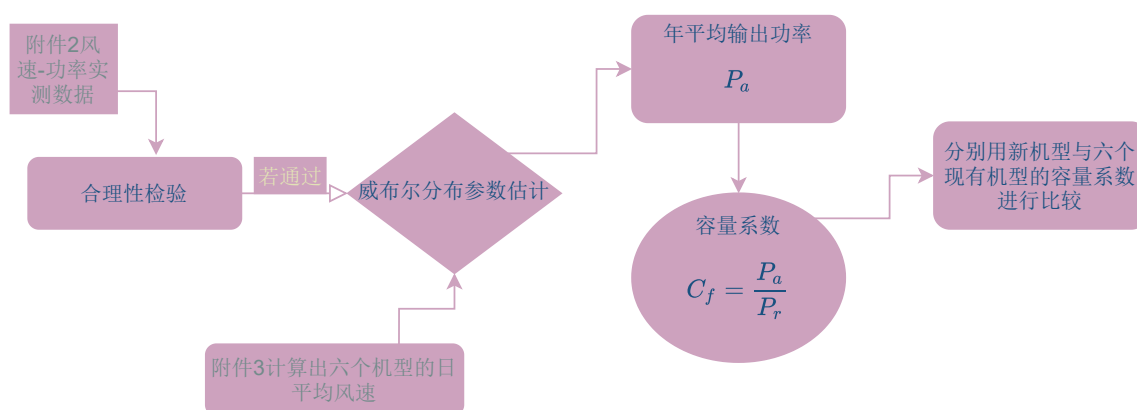 附件2风
速-功率实
测数据
合理性检验
若通过
威布尔分布参数估计
附件3计算出六个机型的日
平均风速
年平均输出功率
P_a
容量系数
C_f = P_a / P_r
分别用新机型与六个
现有机型的容量系数
进行比较